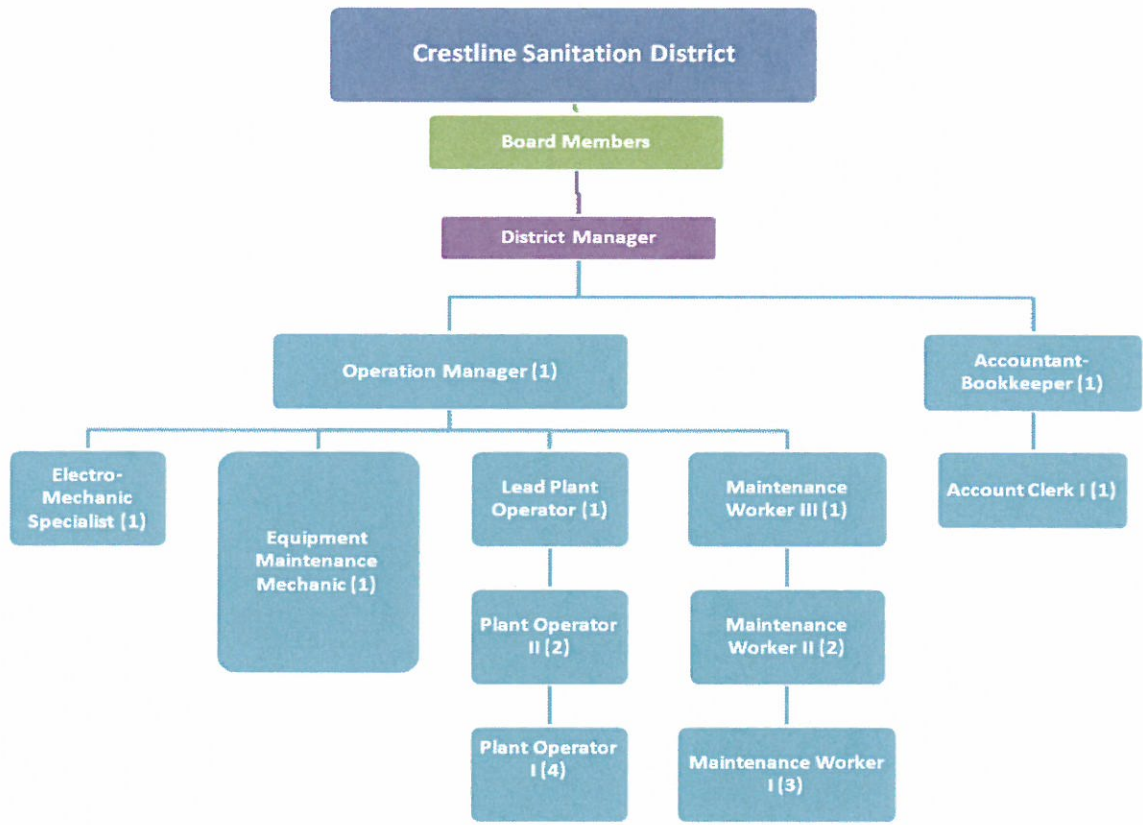 Crestline Sanitation District
Board Members
District Manager
Operation Manager (1)
Accountant-
Bookkeeper (1)
Electro-
Mechanic
Specialist (1)
Equipment
Maintenance
Mechanic (1)
Lead Plant
Operator (1)
Maintenance
Worker III (1)
Account Clerk I (1)
Plant Operator
II (2)
Maintenance
Worker II (2)
Plant Operator
I (4)
Maintenance Worker
I (3)